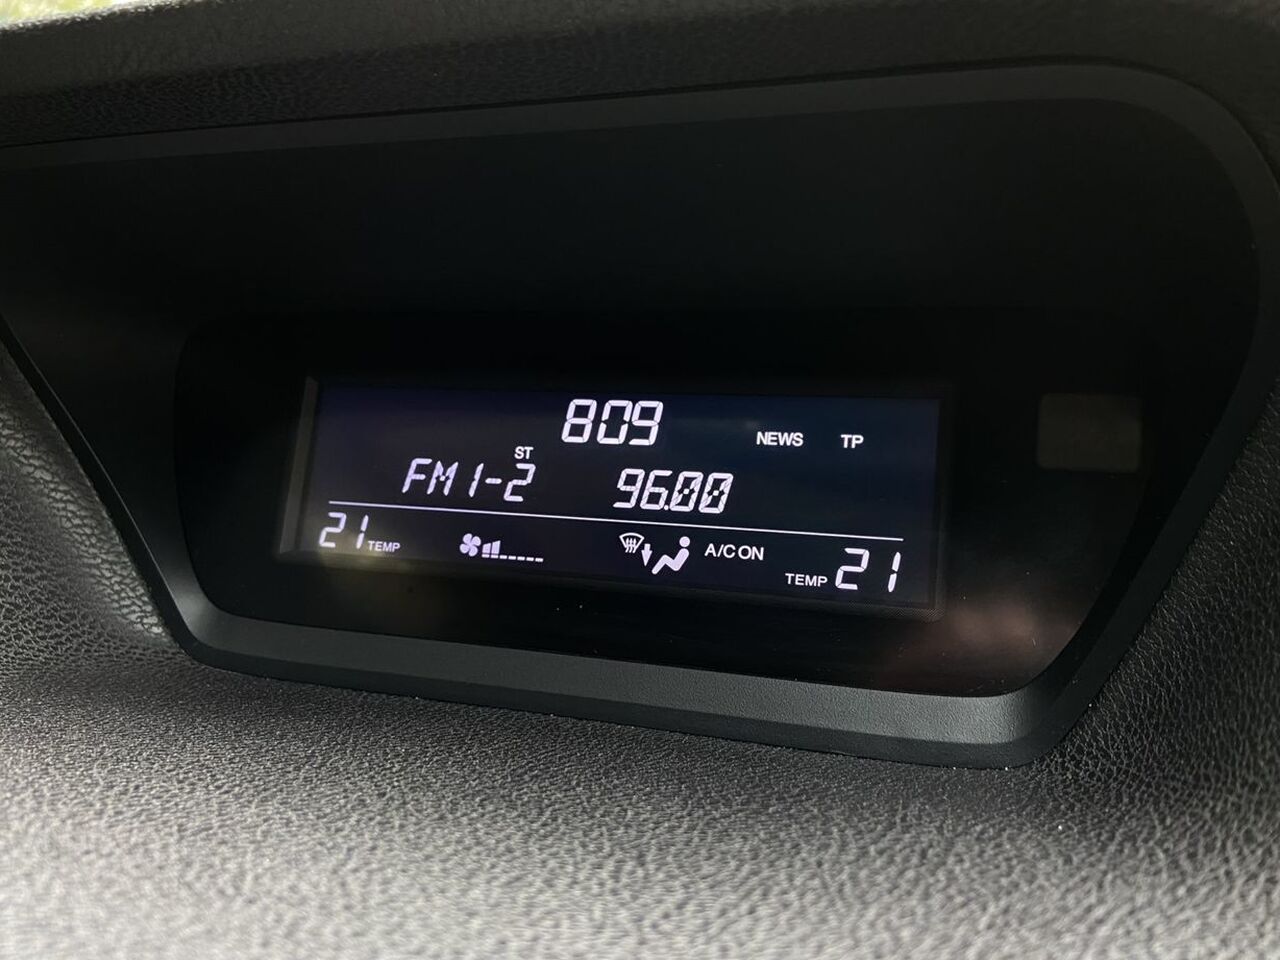 809 NEWS TP
ST
FM1-2 96.00
21 TEMP A/C ON TEMP 21